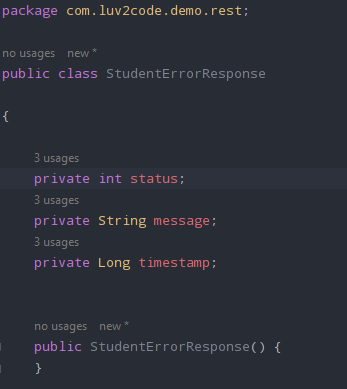 package com.luv2code.demo.rest;
no usages new *
public class StudentErrorResponse
{
3 usages
private int status;
3 usages
private String message;
3 usages
private Long timestamp;
no usages new *
public StudentErrorResponse() {
}